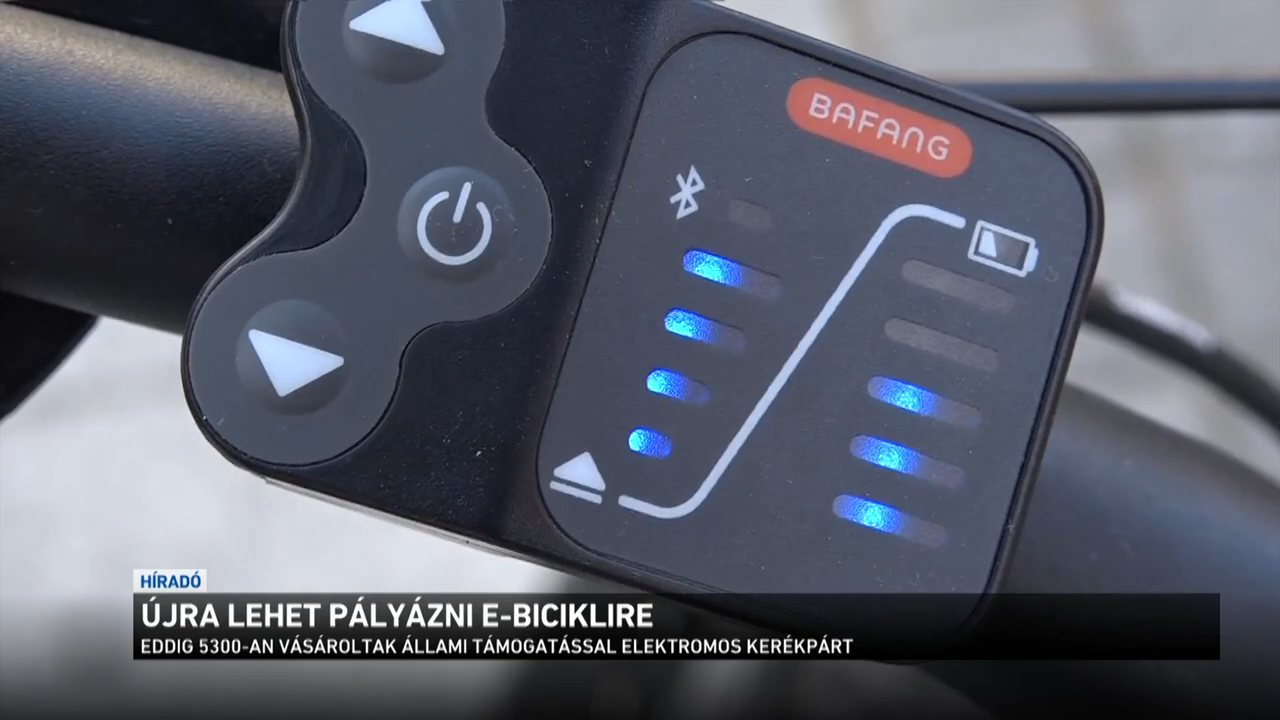 BAFANG
HÍRADÓ
ÚJRA LEHET PÁLYÁZNI E-BICIKLIRE
EDDIG 5300-AN VÁSÁROLTAK ÁLLAMI TÁMOGATÁSSAL ELEKTROMOS KERÉKPÁRT